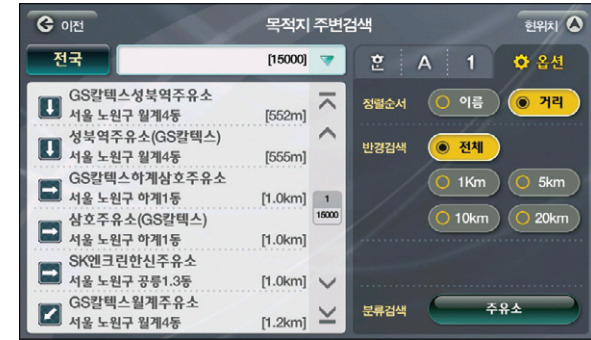 이전
목적지 주변검색
현위치
전국
[15000]
ᄒᆞᆫ A 1
옵션
GS칼텍스성북역주유소
서울 노원구 월계4동 [552m]
성북역주유소(GS칼텍스)
서울 노원구 월계4동 [555m]
GS칼텍스하계삼호주유소
서울 노원구 하계1동 [1.0km]
삼호주유소(GS칼텍스)
서울 노원구 하계1동 [1.0km]
SK엔크린한신주유소
서울 노원구 공릉1.3동 [1.0km]
GS칼텍스월계주유소
서울 노원구 월계4동 [1.2km]
1
15000
정렬순서 이름 거리
반경검색 전체
1Km 5km
10km 20km
분류검색 주유소